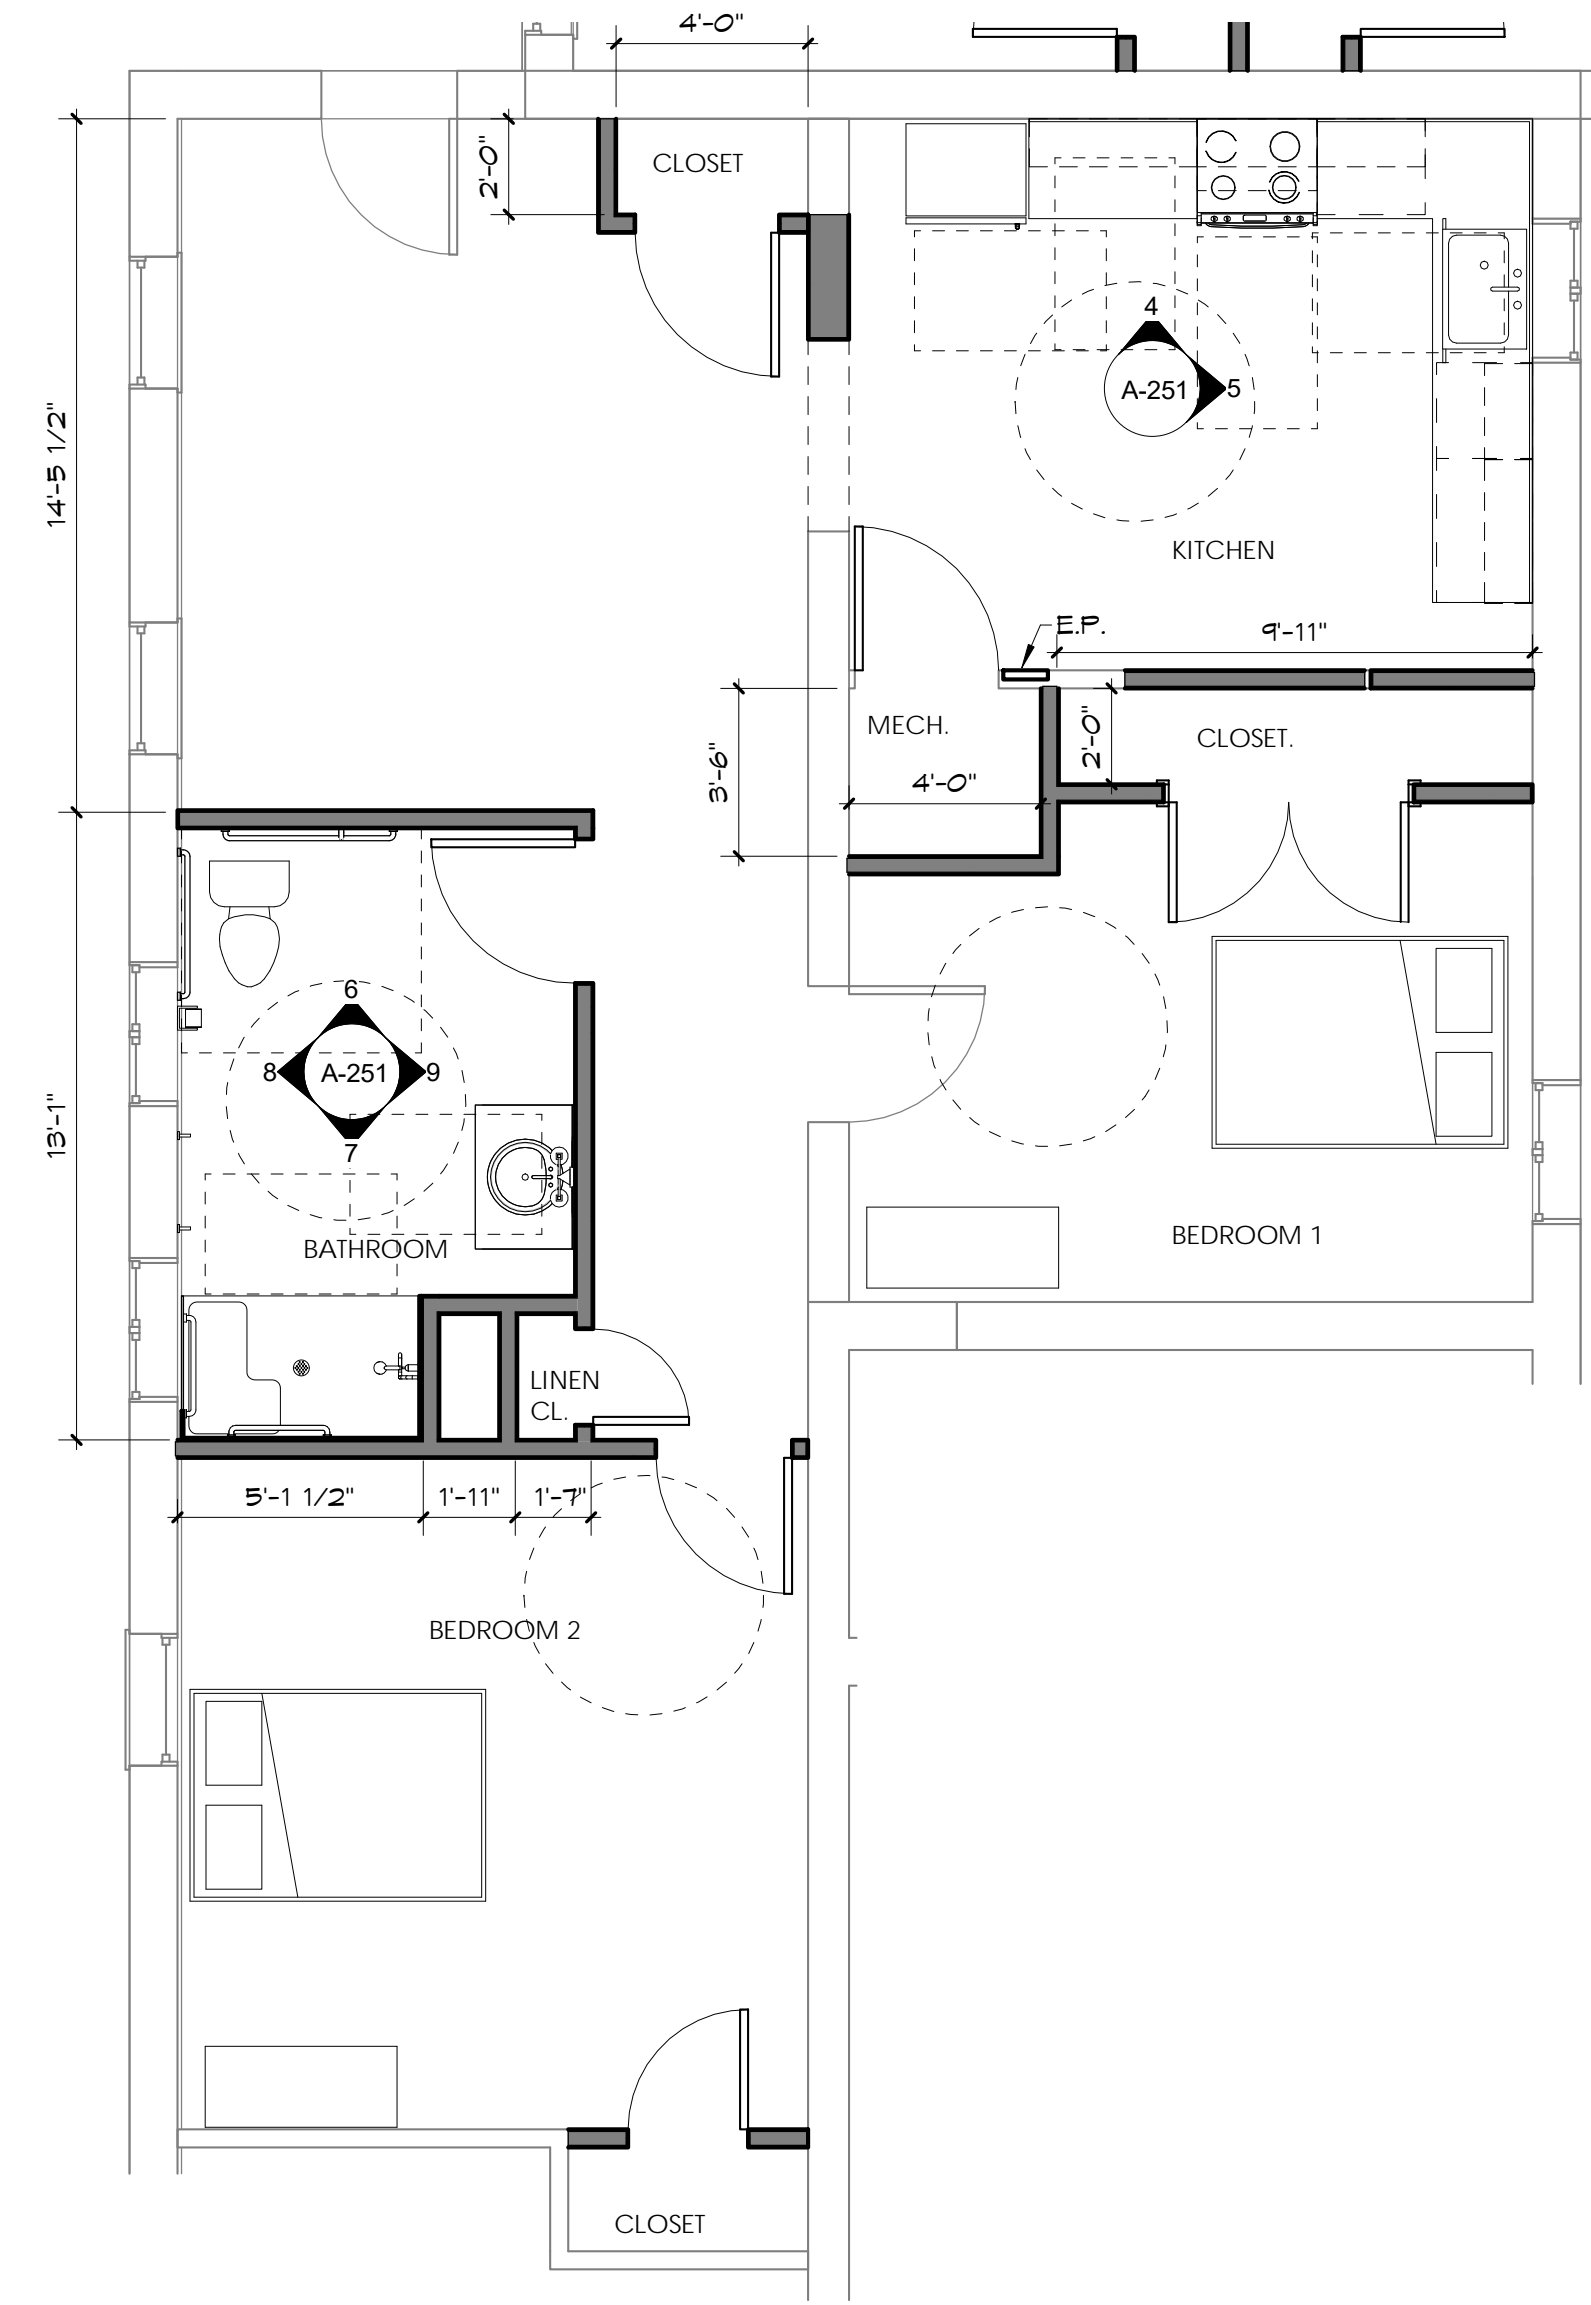 4'-0"
2'-0"
CLOSET
4
A-251
5
14'-5 1/2"
KITCHEN
E.P.
9'-11"
MECH.
2'-0"
CLOSET.
3'-6"
4'-0"
6
8
A-251
9
7
13'-1"
BATHROOM
BEDROOM 1
LINEN
CL.
5'-1 1/2"
1'-11"
1'-7"
BEDROOM 2
CLOSET